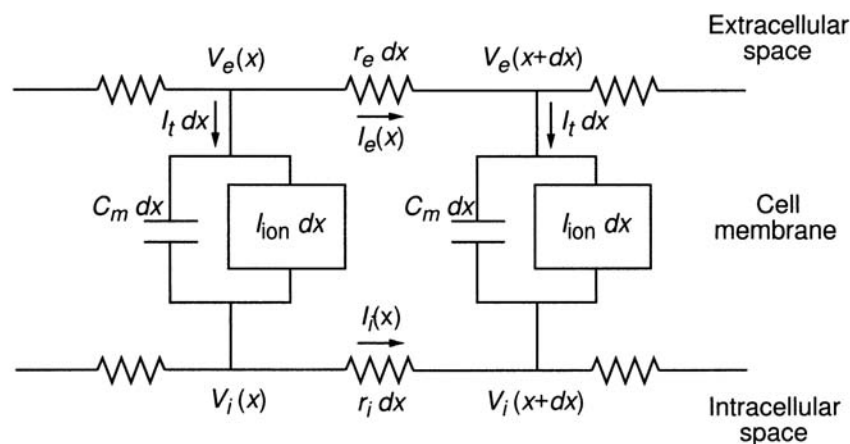 Extracellular
space
V_e(x)
r_e dx
V_e(x+dx)
I_t dx
I_e(x)
I_t dx
C_m dx
I_ion dx
C_m dx
I_ion dx
Cell
membrane
I_i(x)
V_i(x)
r_i dx
V_i(x+dx)
Intracellular
space